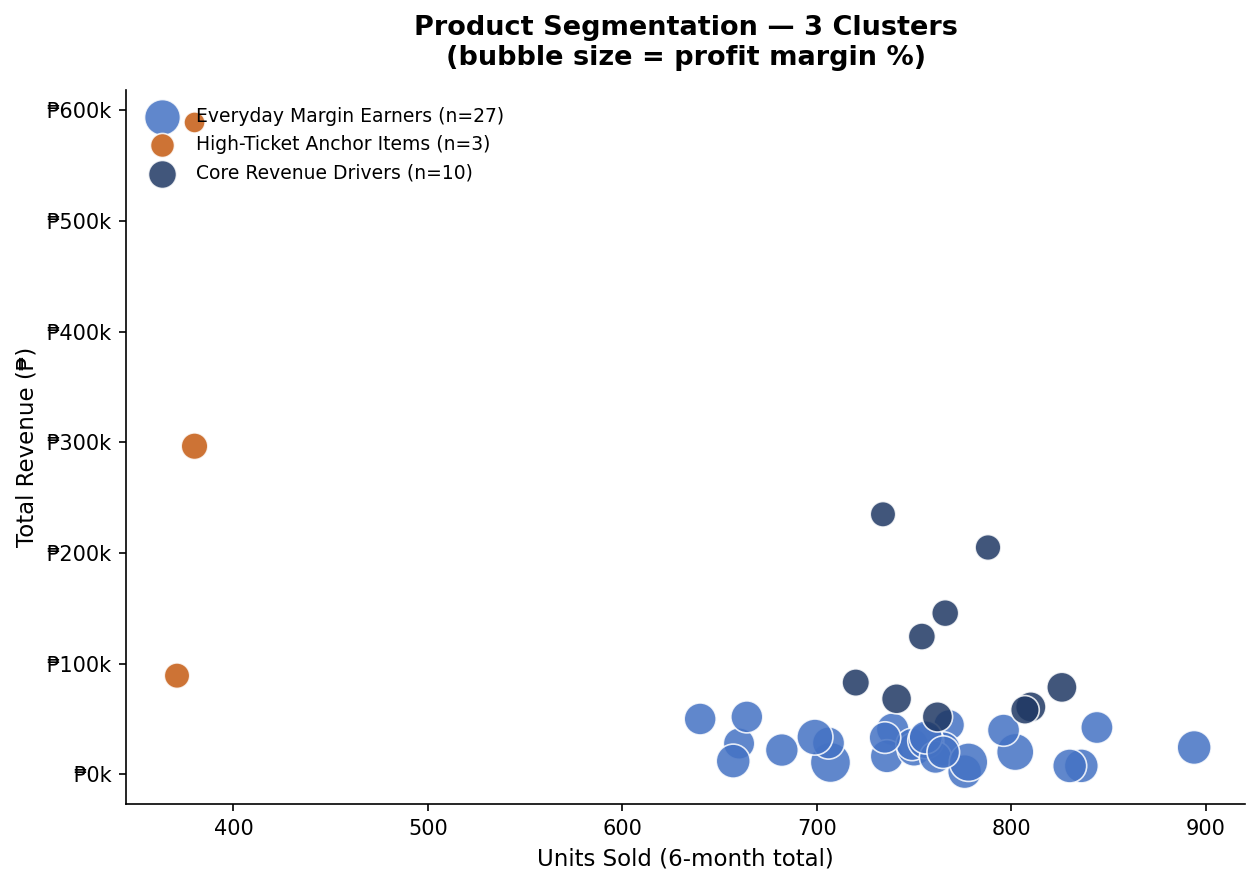 Product Segmentation — 3 Clusters
(bubble size = profit margin %)
Everyday Margin Earners (n=27)
High-Ticket Anchor Items (n=3)
Core Revenue Drivers (n=10)
₱600k
₱500k
₱400k
₱300k
₱200k
₱100k
₱0k
Total Revenue (₱)
400 500 600 700 800 900
Units Sold (6-month total)